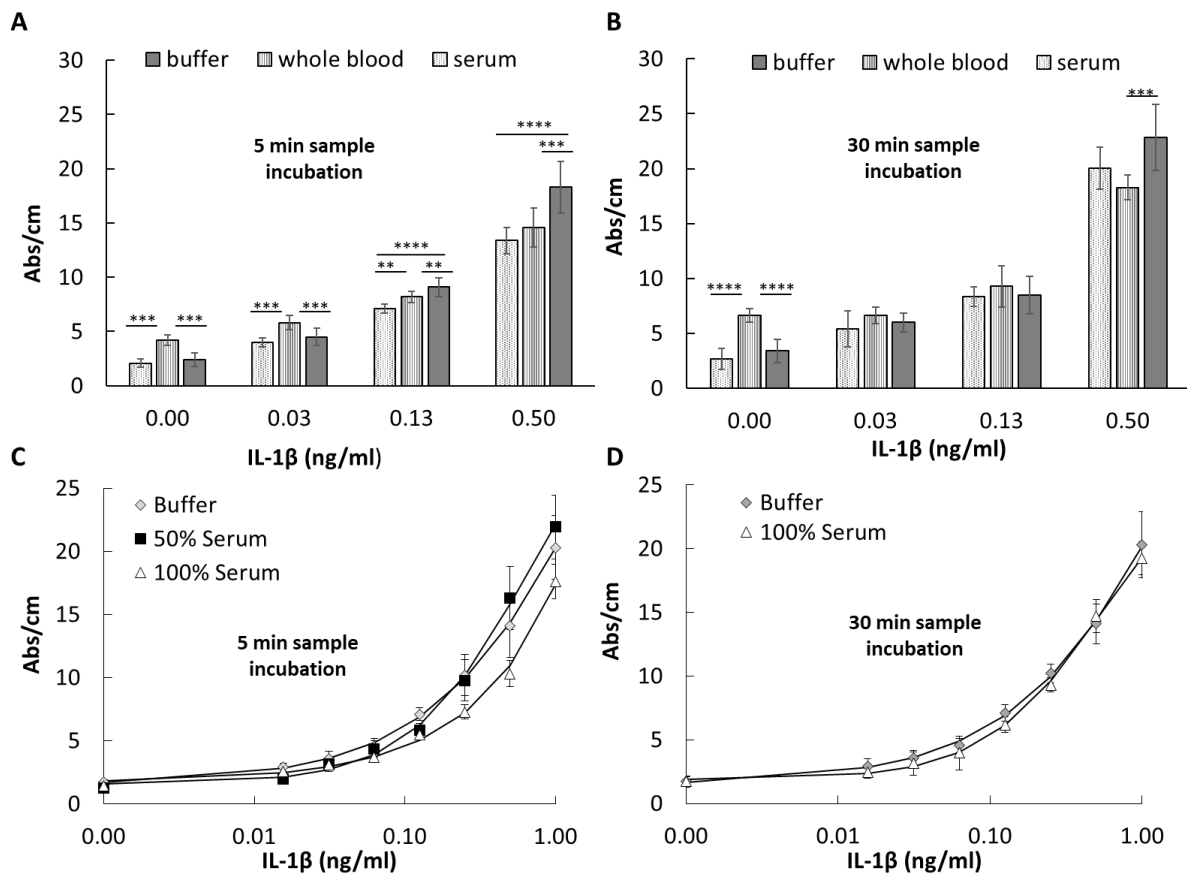 A
buffer whole blood serum
30
25
20
15
10
5
0
Abs/cm
5 min sample
incubation
*** *** *** *** **** ** ** **** ***
0.00 0.03 0.13 0.50
IL-1β (ng/ml)
B
buffer whole blood serum
30
25
20
15
10
5
0
Abs/cm
30 min sample
incubation
**** **** ***
0.00 0.03 0.13 0.50
IL-1β (ng/ml)
C
25
20
15
10
5
0
Abs/cm
Buffer
50% Serum
100% Serum
5 min sample
incubation
0.00 0.01 0.10 1.00
IL-1β (ng/ml)
D
25
20
15
10
5
0
Abs/cm
Buffer
100% Serum
30 min sample
incubation
0.00 0.01 0.10 1.00
IL-1β (ng/ml)